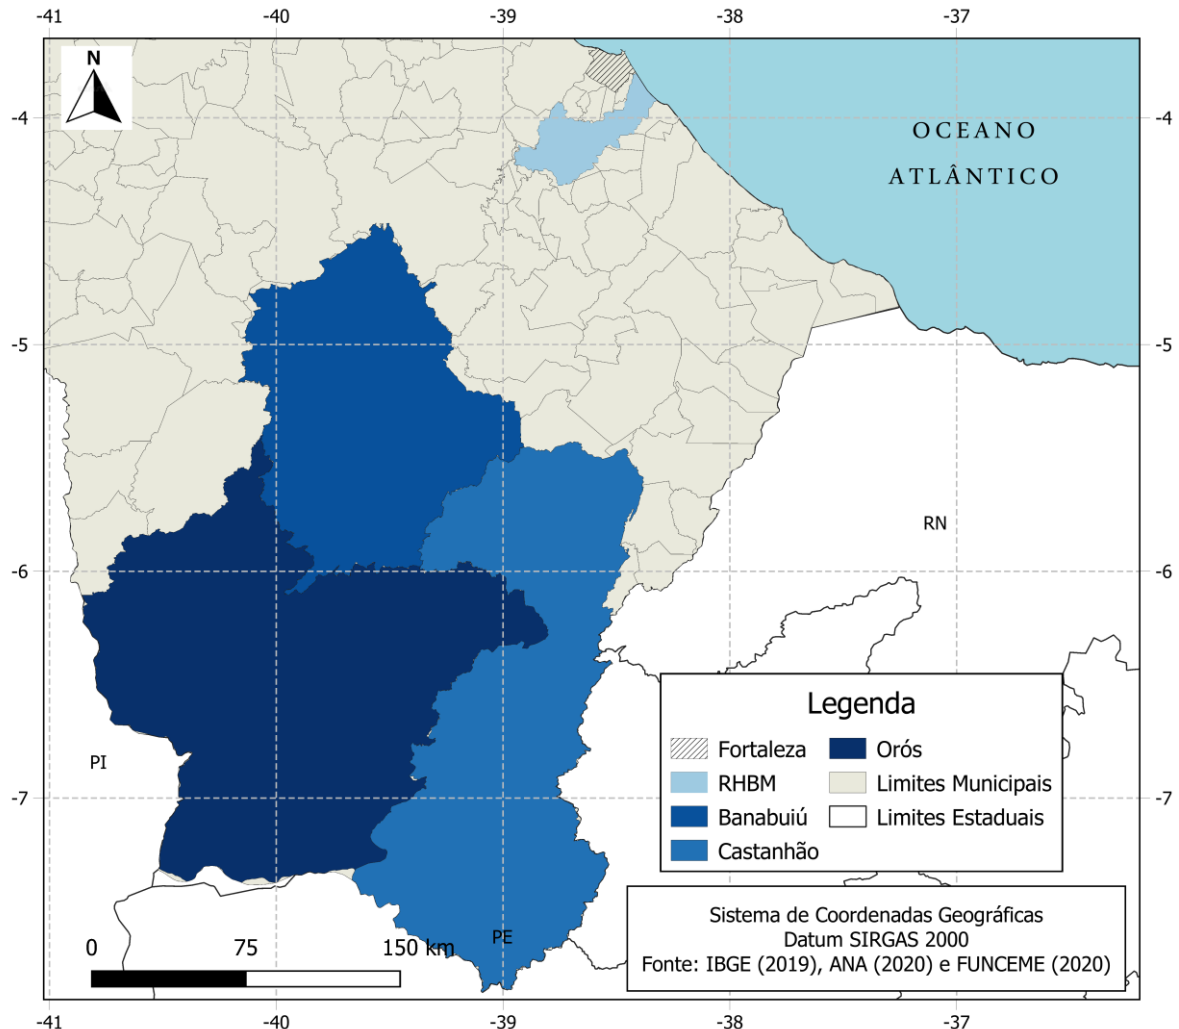 -41 -40 -39 -38 -37
N
-4 -4
OCEANO
ATLÂNTICO
-5 -5
RN
-6 -6
Legenda
Fortaleza Orós
RHBM Limites Municipais
Banabuiú Limites Estaduais
Castanhão
PI
-7 -7
Sistema de Coordenadas Geográficas
Datum SIRGAS 2000
Fonte: IBGE (2019), ANA (2020) e FUNCEME (2020)
PE
0 75 150 km
-41 -40 -39 -38 -37